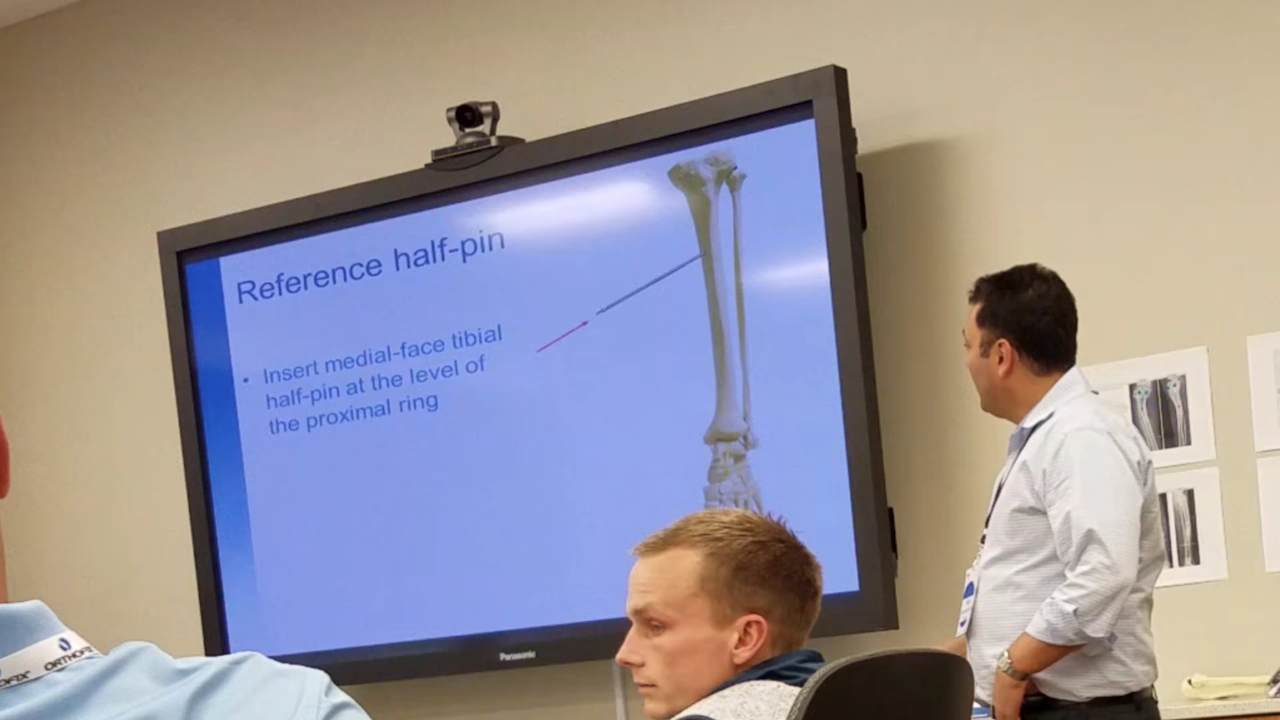 Reference half-pin
• Insert medial-face tibial
half-pin at the level of
the proximal ring
Panasonic
ORTHOFIX